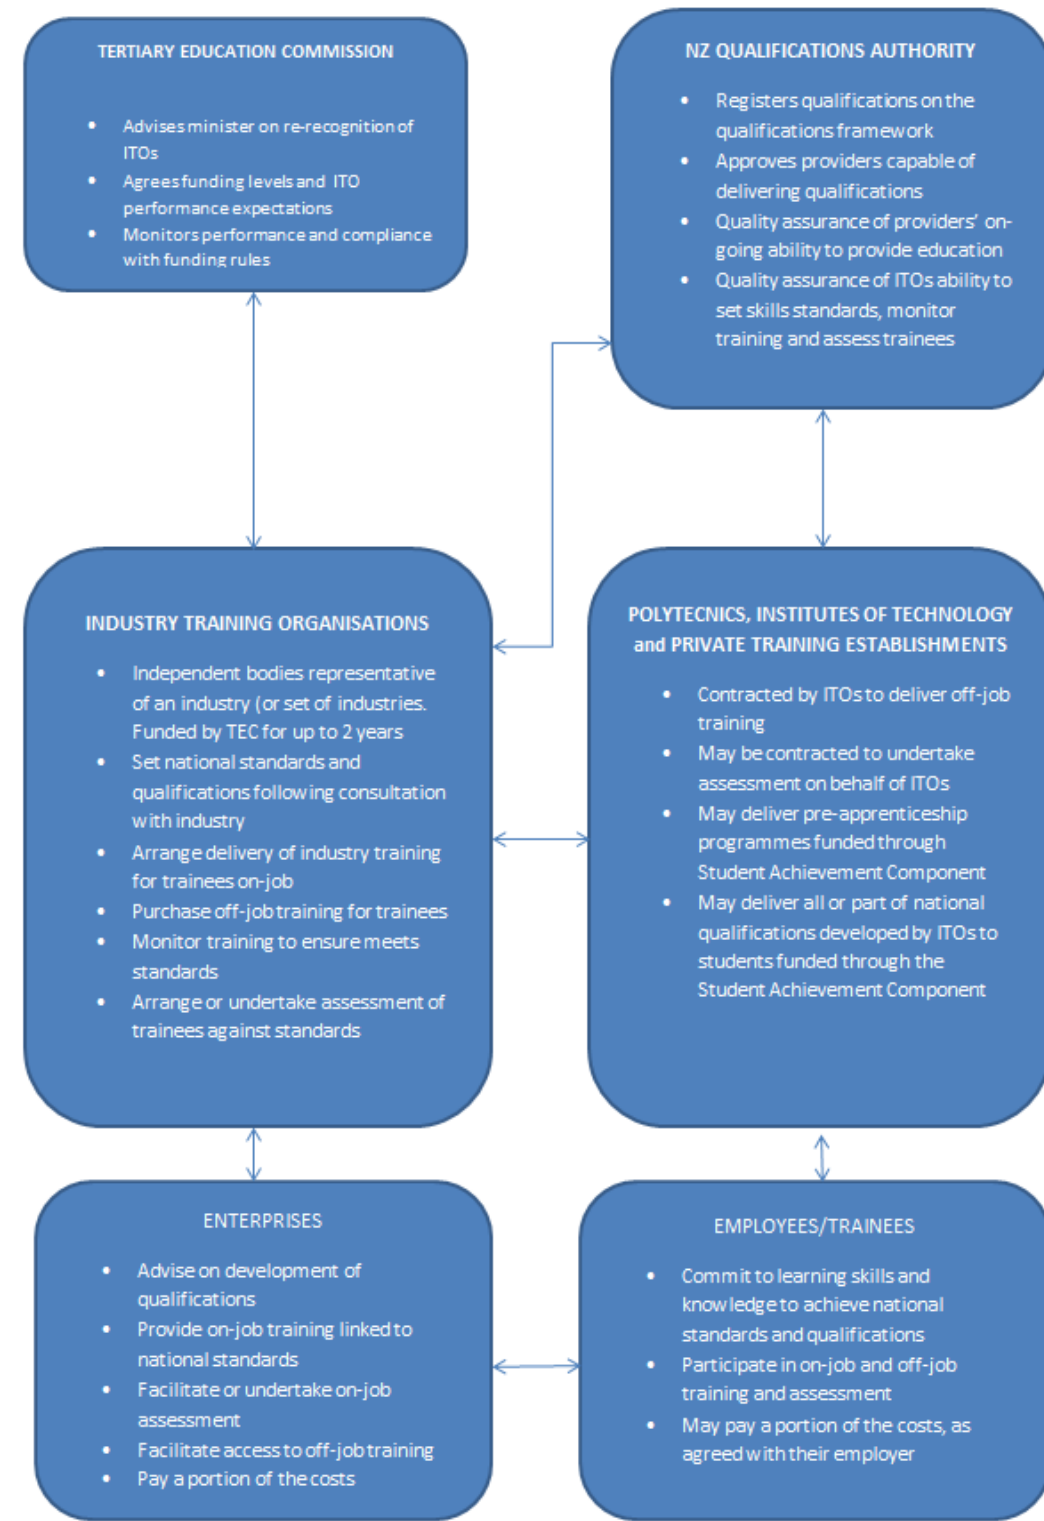 TERTIARY EDUCATION COMMISSION
• Advises minister on re-recognition of
ITOs
• Agrees funding levels and ITO
performance expectations
• Monitors performance and compliance
with funding rules
NZ QUALIFICATIONS AUTHORITY
• Registers qualifications on the
qualifications framework
• Approves providers capable of
delivering qualifications
• Quality assurance of providers’ on-
going ability to provide education
• Quality assurance of ITOs ability to
set skills standards, monitor
training and assess trainees
INDUSTRY TRAINING ORGANISATIONS
• Independent bodies representative
of an industry (or set of industries.
Funded by TEC for up to 2 years
• Set national standards and
qualifications following consultation
with industry
• Arrange delivery of industry training
for trainees on-job
• Purchase off-job training for trainees
• Monitor training to ensure meets
standards
• Arrange or undertake assessment of
trainees against standards
POLYTECNICS, INSTITUTES OF TECHNOLOGY
and PRIVATE TRAINING ESTABLISHMENTS
• Contracted by ITOs to deliver off-job
training
• May be contracted to undertake
assessment on behalf of ITOs
• May deliver pre-apprenticeship
programmes funded through
Student Achievement Component
• May deliver all or part of national
qualifications developed by ITOs to
students funded through the
Student Achievement Component
ENTERPRISES
• Advise on development of
qualifications
• Provide on-job training linked to
national standards
• Facilitate or undertake on-job
assessment
• Facilitate access to off-job training
• Pay a portion of the costs
EMPLOYEES/TRAINEES
• Commit to learning skills and
knowledge to achieve national
standards and qualifications
• Participate in on-job and off-job
training and assessment
• May pay a portion of the costs, as
agreed with their employer